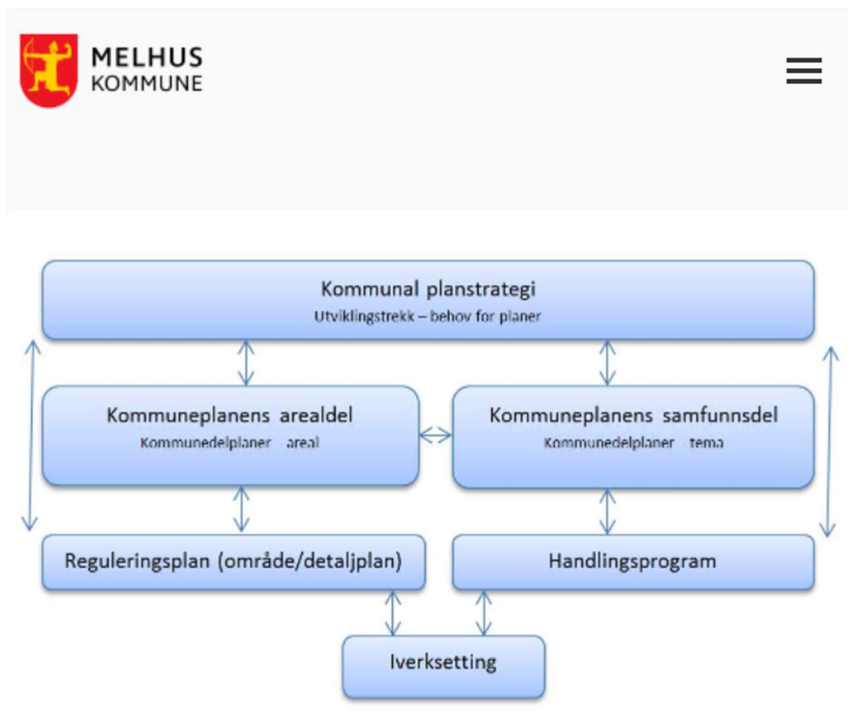 MELHUS
KOMMUNE
Kommunal planstrategi
Utviklingstrekk – behov for planer
Kommuneplanens arealdel
Kommunedelplaner areal
Kommuneplanens samfunnsdel
Kommunedelplaner tema
Reguleringsplan (område/detaljplan)
Handlingsprogram
Iverksetting